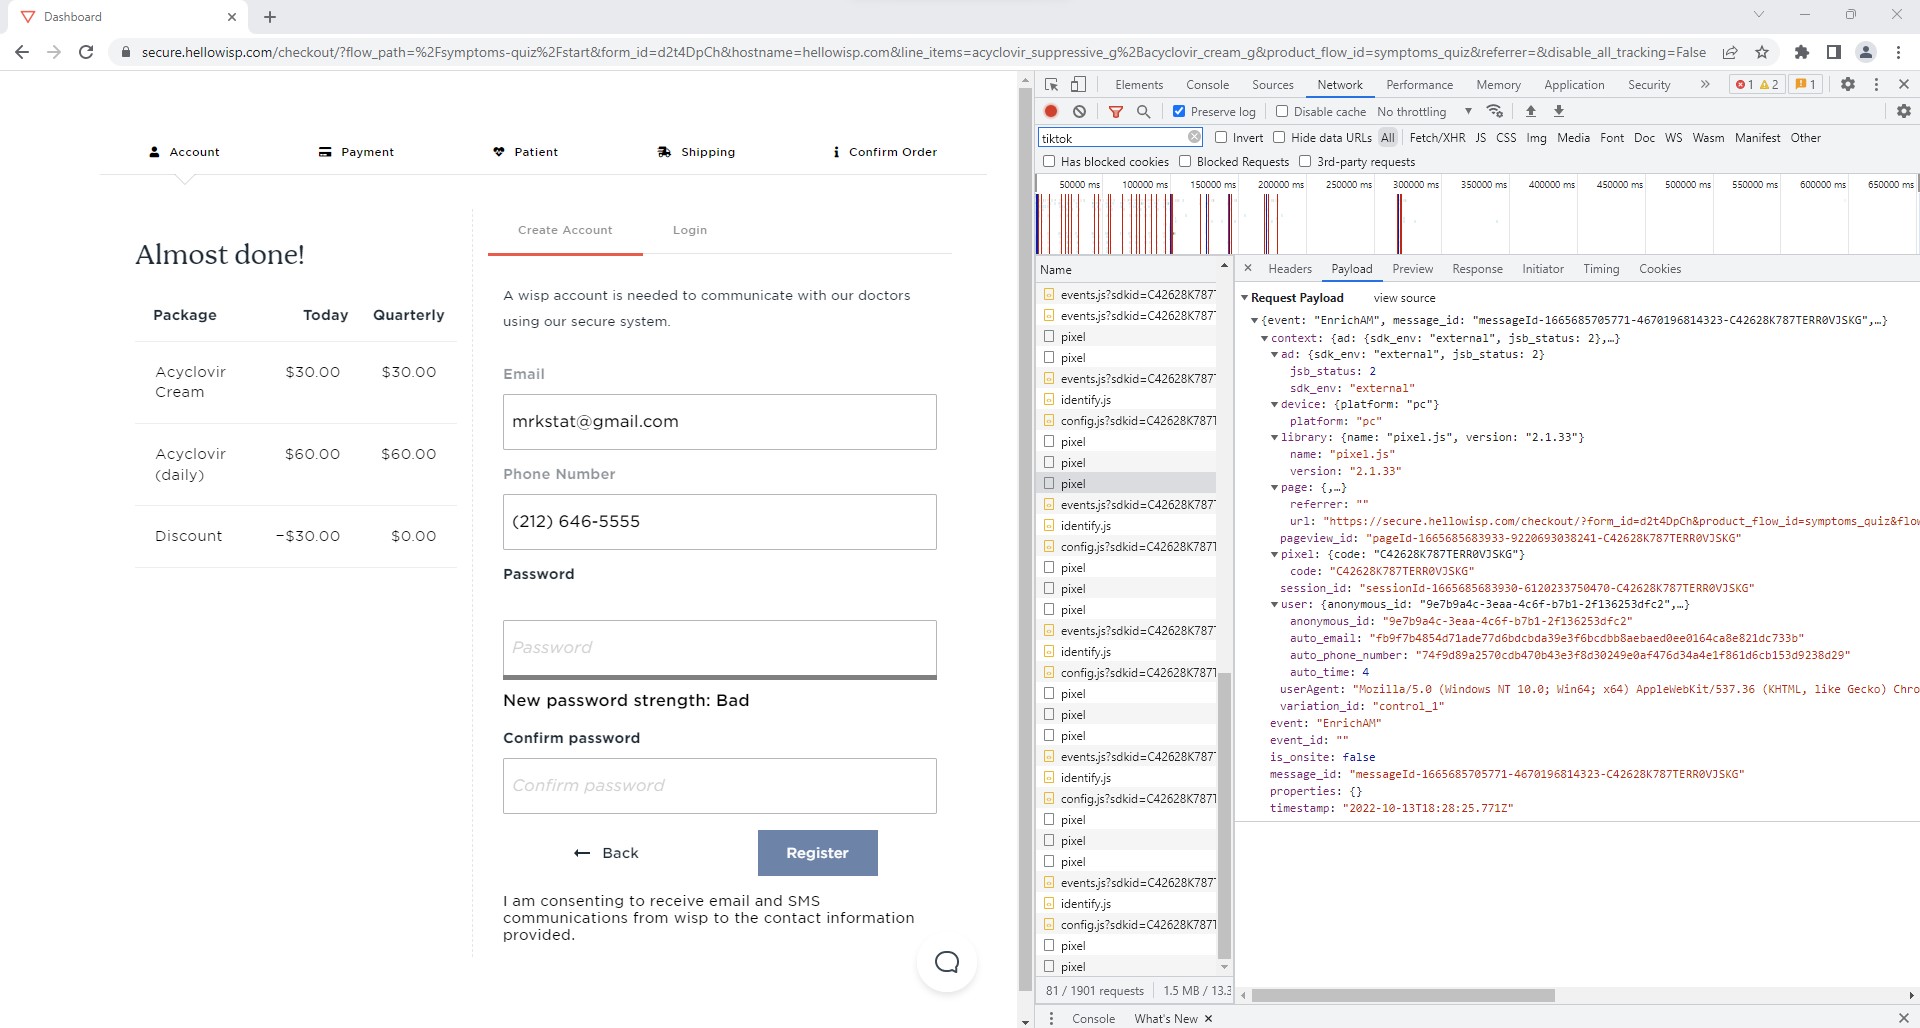 Dashboard
secure.hellowisp.com/checkout/?flow_path=%2Fsymptoms-quiz%2Fstart&form_id=d2t4DpCh&hostname=hellowisp.com&line_items=acyclovir_suppressive_g%2Bacyclovir_cream_g&product_flow_id=symptoms_quiz&referrer=&disable_all_tracking=False
Account
Payment
Patient
Shipping
Confirm Order
Almost done!
Package Today Quarterly
Acyclovir Cream $30.00 $30.00
Acyclovir (daily) $60.00 $60.00
Discount −$30.00 $0.00
Create Account
Login
A wisp account is needed to communicate with our doctors
using our secure system.
Email
mrkstat@gmail.com
Phone Number
(212) 646-5555
Password
Password
New password strength: Bad
Confirm password
Confirm password
Back
Register
I am consenting to receive email and SMS
communications from wisp to the contact information
provided.
Elements Console Sources Network Performance Memory Application Security » 1 2 1
Preserve log Disable cache No throttling
tiktok Invert Hide data URLs All Fetch/XHR JS CSS Img Media Font Doc WS Wasm Manifest Other
Has blocked cookies Blocked Requests 3rd-party requests
50000 ms 100000 ms 150000 ms 200000 ms 250000 ms 300000 ms 350000 ms 400000 ms 450000 ms 500000 ms 550000 ms 600000 ms 650000 ms
Name
events.js?sdkid=C42628K787
events.js?sdkid=C42628K787
pixel
pixel
events.js?sdkid=C42628K787
identify.js
config.js?sdkid=C42628K787
pixel
pixel
pixel
events.js?sdkid=C42628K787
identify.js
config.js?sdkid=C42628K787
pixel
pixel
pixel
events.js?sdkid=C42628K787
identify.js
config.js?sdkid=C42628K787
pixel
pixel
pixel
events.js?sdkid=C42628K787
identify.js
config.js?sdkid=C42628K787
pixel
pixel
pixel
events.js?sdkid=C42628K787
identify.js
config.js?sdkid=C42628K787
pixel
pixel
81 / 1901 requests 1.5 MB / 13.3
Headers Payload Preview Response Initiator Timing Cookies
Request Payload view source
{event: "EnrichAM", message_id: "messageId-1665685705771-4670196814323-C42628K787TERR0VJSKG",…}
context: {ad: {sdk_env: "external", jsb_status: 2},…}
ad: {sdk_env: "external", jsb_status: 2}
jsb_status: 2
sdk_env: "external"
device: {platform: "pc"}
platform: "pc"
library: {name: "pixel.js", version: "2.1.33"}
name: "pixel.js"
version: "2.1.33"
page: {,…}
referrer: ""
url: "https://secure.hellowisp.com/checkout/?form_id=d2t4DpCh&product_flow_id=symptoms_quiz&flow
pageview_id: "pageId-1665685683933-9220693038241-C42628K787TERR0VJSKG"
pixel: {code: "C42628K787TERR0VJSKG"}
code: "C42628K787TERR0VJSKG"
session_id: "sessionId-1665685683930-6120233750470-C42628K787TERR0VJSKG"
user: {anonymous_id: "9e7b9a4c-3eaa-4c6f-b7b1-2f136253dfc2",…}
anonymous_id: "9e7b9a4c-3eaa-4c6f-b7b1-2f136253dfc2"
auto_email: "fb9f7b4854d71ade77d6bdcbda39e3f6bcdbb8aebaed0ee0164ca8e821dc733b"
auto_phone_number: "74f9d89a2570cdb470b43e3f8d30249e0af476d34a4e1f861d6cb153d9238d29"
auto_time: 4
userAgent: "Mozilla/5.0 (Windows NT 10.0; Win64; x64) AppleWebKit/537.36 (KHTML, like Gecko) Chro
variation_id: "control_1"
event: "EnrichAM"
event_id: ""
is_onsite: false
message_id: "messageId-1665685705771-4670196814323-C42628K787TERR0VJSKG"
properties: {}
timestamp: "2022-10-13T18:28:25.771Z"
Console What's New